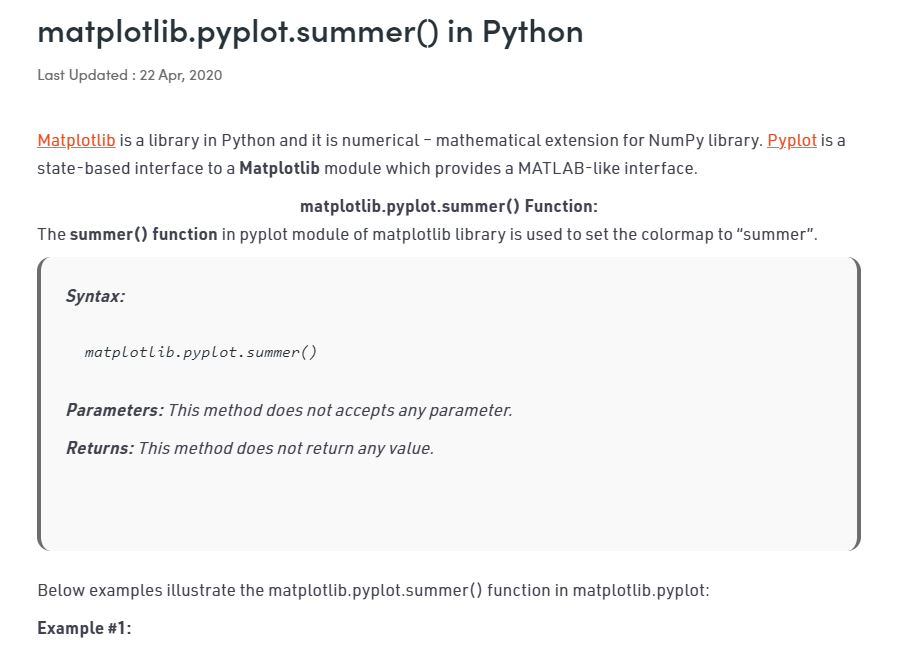 matplotlib.pyplot.summer() in Python
Last Updated : 22 Apr, 2020
Matplotlib is a library in Python and it is numerical – mathematical extension for NumPy library. Pyplot is a
state-based interface to a Matplotlib module which provides a MATLAB-like interface.
matplotlib.pyplot.summer() Function:
The summer() function in pyplot module of matplotlib library is used to set the colormap to “summer”.
Syntax:
matplotlib.pyplot.summer()
Parameters: This method does not accepts any parameter.
Returns: This method does not return any value.
Below examples illustrate the matplotlib.pyplot.summer() function in matplotlib.pyplot:
Example #1: